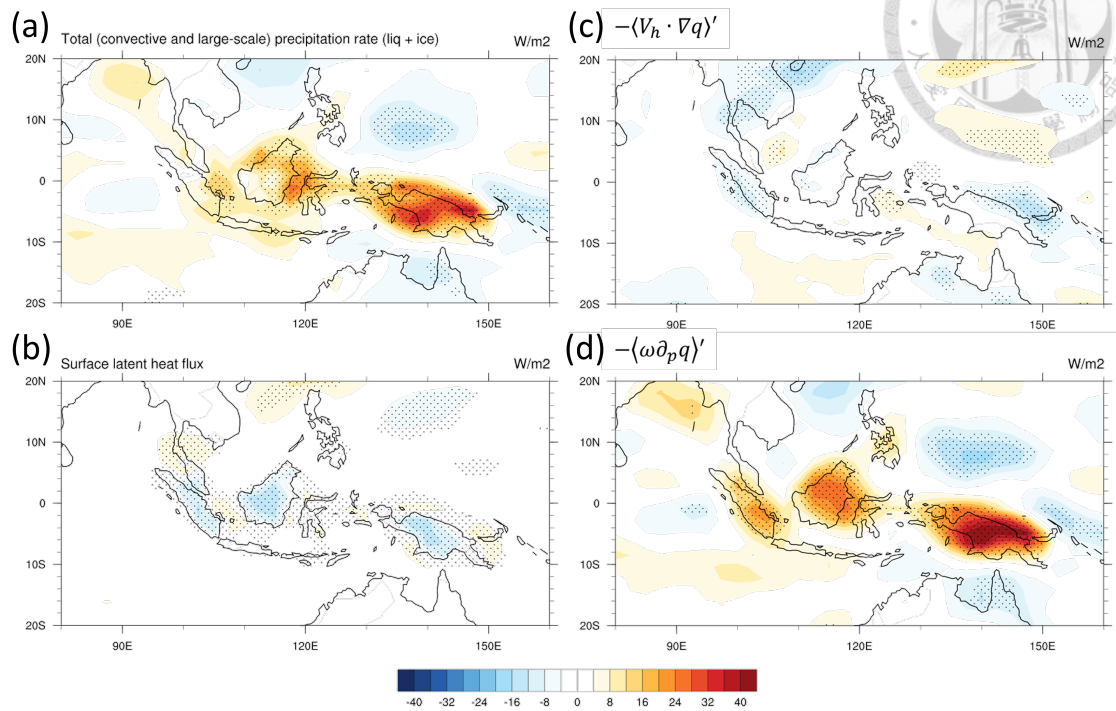 (a)
Total (convective and large-scale) precipitation rate (liq + ice) W/m2
20N
10N
0
10S
20S
90E 120E 150E
(c) −⟨V_h · ∇q⟩′
W/m2
20N
10N
0
10S
20S
90E 120E 150E
(b)
Surface latent heat flux W/m2
20N
10N
0
10S
20S
90E 120E 150E
(d) −⟨ω∂_p q⟩′
W/m2
20N
10N
0
10S
20S
90E 120E 150E
-40 -32 -24 -16 -8 0 8 16 24 32 40